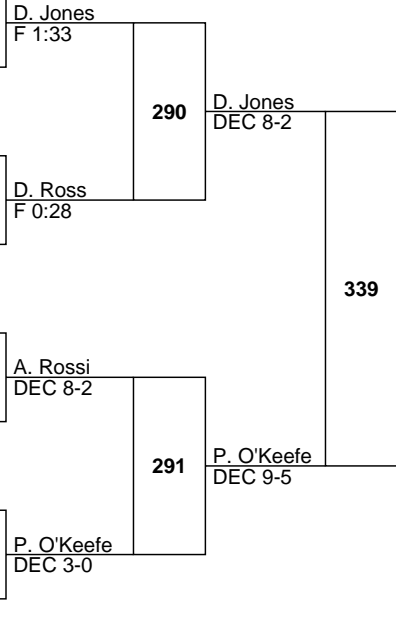 D. Jones
F 1:33
290
D. Jones
DEC 8-2
D. Ross
F 0:28
339
A. Rossi
DEC 8-2
291
P. O'Keefe
DEC 9-5
P. O'Keefe
DEC 3-0